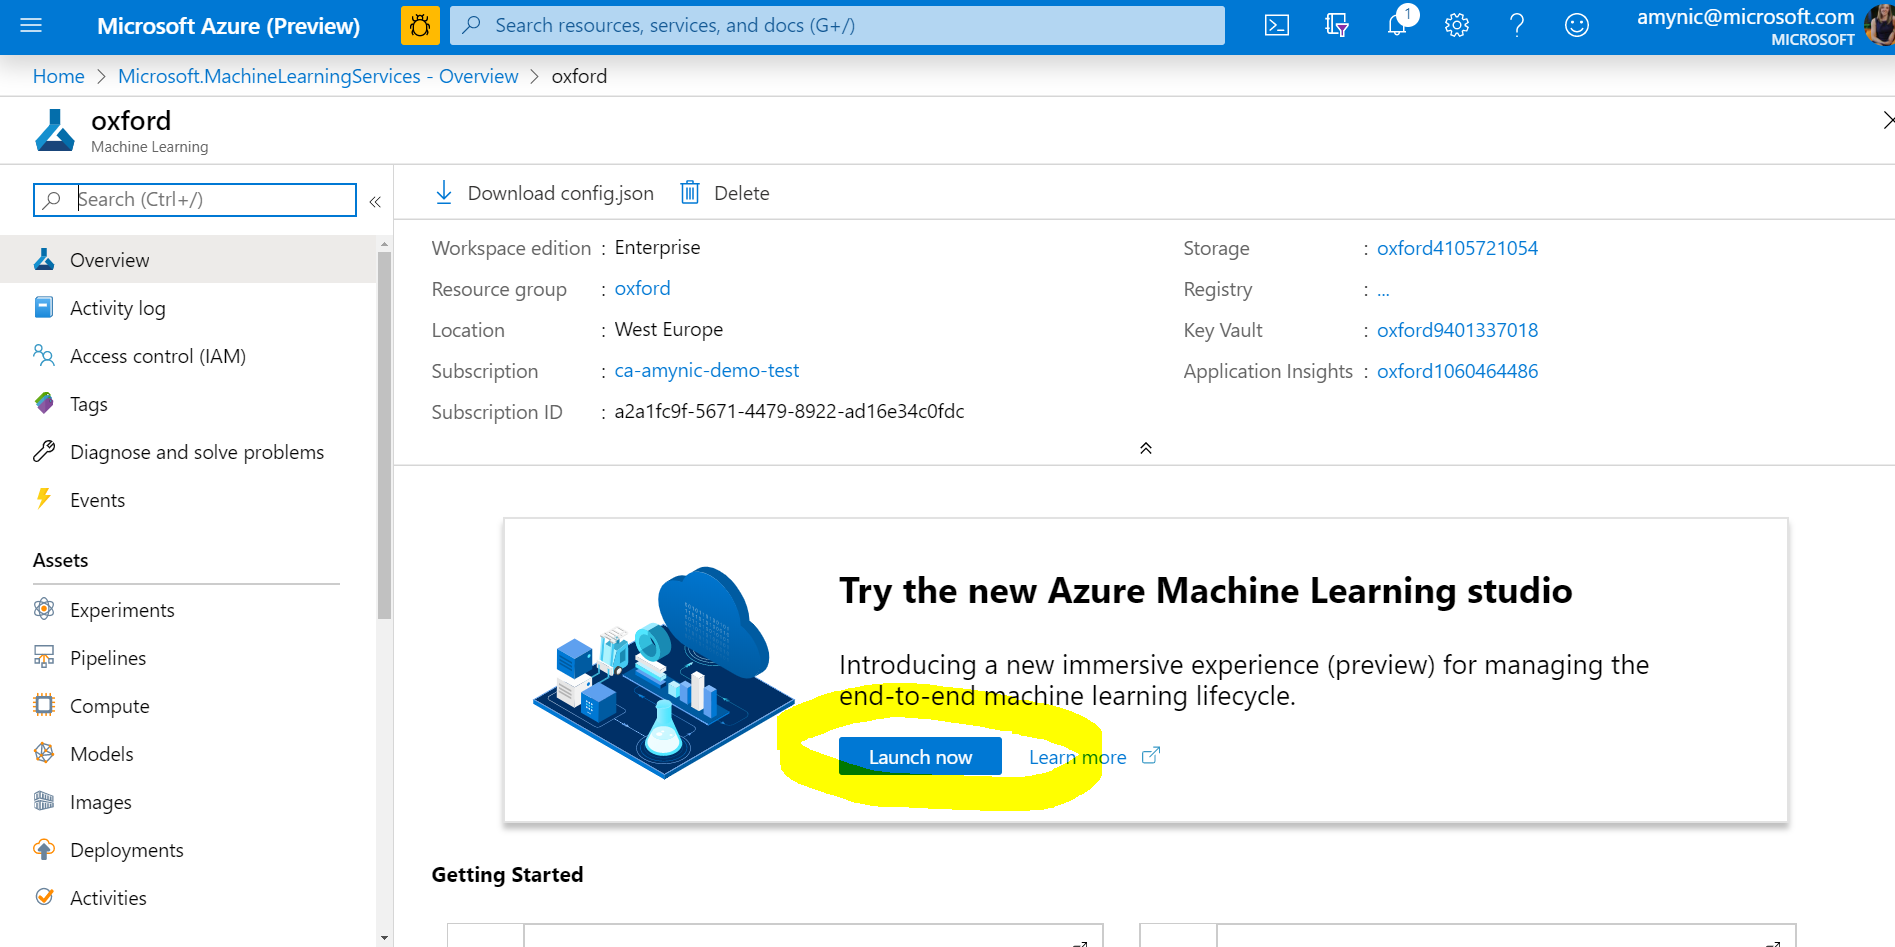 Microsoft Azure (Preview)
Search resources, services, and docs (G+/)
1
amynic@microsoft.com
MICROSOFT
Home > Microsoft.MachineLearningServices - Overview > oxford
oxford
Machine Learning
Search (Ctrl+/)
«
Overview
Activity log
Access control (IAM)
Tags
Diagnose and solve problems
Events
Assets
Experiments
Pipelines
Compute
Models
Images
Deployments
Activities
Download config.json
Delete
Workspace edition : Enterprise
Resource group : oxford
Location : West Europe
Subscription : ca-amynic-demo-test
Subscription ID : a2a1fc9f-5671-4479-8922-ad16e34c0fdc
Storage : oxford4105721054
Registry : ...
Key Vault : oxford9401337018
Application Insights : oxford1060464486
Try the new Azure Machine Learning studio
Introducing a new immersive experience (preview) for managing the
end-to-end machine learning lifecycle.
Launch now
Learn more
Getting Started